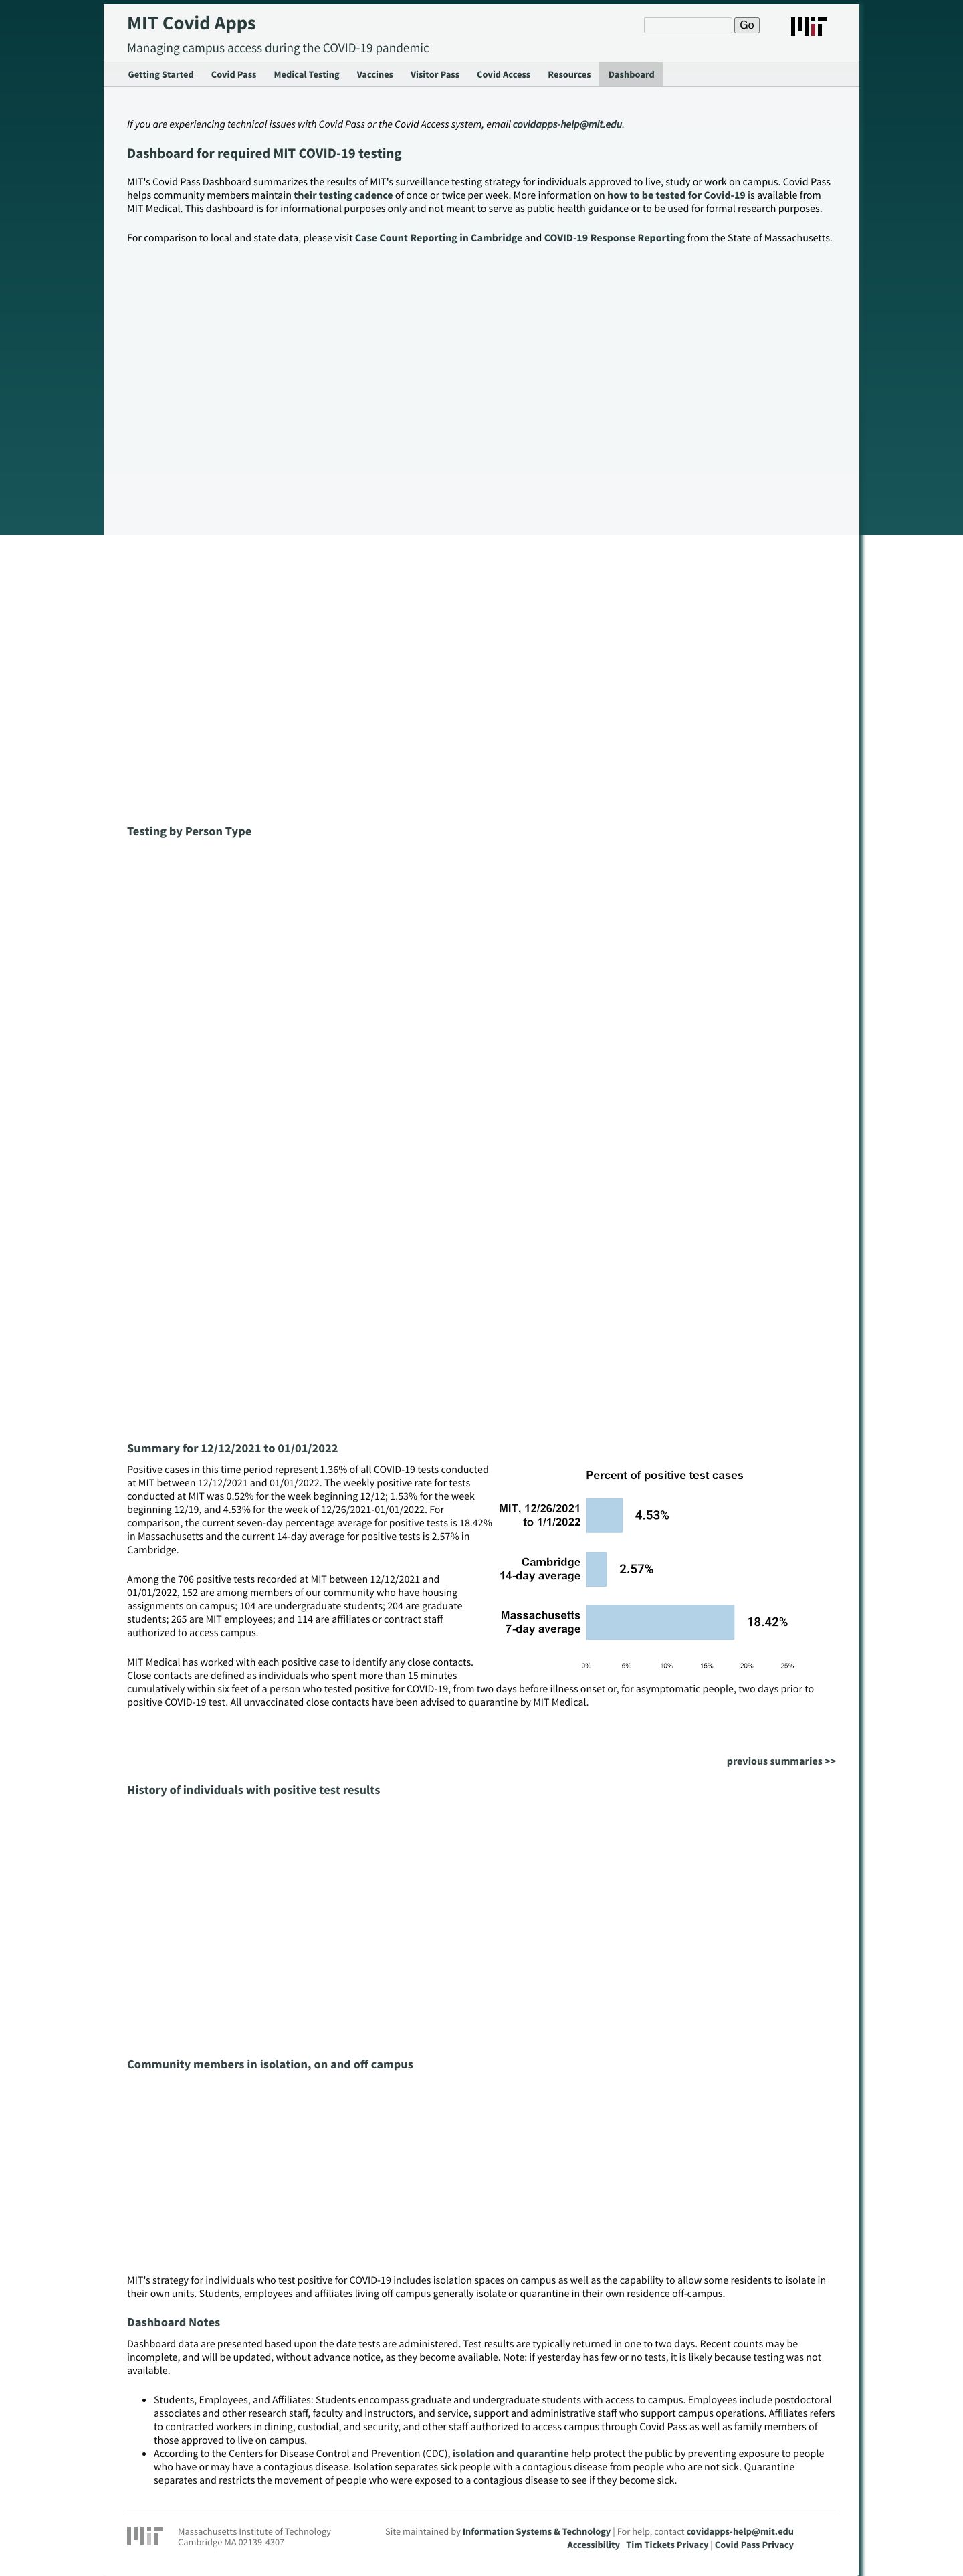 MIT Covid Apps
Go
Managing campus access during the COVID-19 pandemic
Getting Started Covid Pass Medical Testing Vaccines Visitor Pass Covid Access Resources Dashboard
If you are experiencing technical issues with Covid Pass or the Covid Access system, email covidapps-help@mit.edu.
Dashboard for required MIT COVID-19 testing
MIT's Covid Pass Dashboard summarizes the results of MIT's surveillance testing strategy for individuals approved to live, study or work on campus. Covid Pass
helps community members maintain their testing cadence of once or twice per week. More information on how to be tested for Covid-19 is available from
MIT Medical. This dashboard is for informational purposes only and not meant to serve as public health guidance or to be used for formal research purposes.
For comparison to local and state data, please visit Case Count Reporting in Cambridge and COVID-19 Response Reporting from the State of Massachusetts.
Testing by Person Type
Summary for 12/12/2021 to 01/01/2022
Positive cases in this time period represent 1.36% of all COVID-19 tests conducted
at MIT between 12/12/2021 and 01/01/2022. The weekly positive rate for tests
conducted at MIT was 0.52% for the week beginning 12/12; 1.53% for the week
beginning 12/19, and 4.53% for the week of 12/26/2021-01/01/2022. For
comparison, the current seven-day percentage average for positive tests is 18.42%
in Massachusetts and the current 14-day average for positive tests is 2.57% in
Cambridge.
Among the 706 positive tests recorded at MIT between 12/12/2021 and
01/01/2022, 152 are among members of our community who have housing
assignments on campus; 104 are undergraduate students; 204 are graduate
students; 265 are MIT employees; and 114 are affiliates or contract staff
authorized to access campus.
MIT Medical has worked with each positive case to identify any close contacts.
Close contacts are defined as individuals who spent more than 15 minutes
cumulatively within six feet of a person who tested positive for COVID-19, from two days before illness onset or, for asymptomatic people, two days prior to
positive COVID-19 test. All unvaccinated close contacts have been advised to quarantine by MIT Medical.
Percent of positive test cases
MIT, 12/26/2021
to 1/1/2022
4.53%
Cambridge
14-day average
2.57%
Massachusetts
7-day average
18.42%
0% 5% 10% 15% 20% 25%
previous summaries >>
History of individuals with positive test results
Community members in isolation, on and off campus
MIT's strategy for individuals who test positive for COVID-19 includes isolation spaces on campus as well as the capability to allow some residents to isolate in
their own units. Students, employees and affiliates living off campus generally isolate or quarantine in their own residence off-campus.
Dashboard Notes
Dashboard data are presented based upon the date tests are administered. Test results are typically returned in one to two days. Recent counts may be
incomplete, and will be updated, without advance notice, as they become available. Note: if yesterday has few or no tests, it is likely because testing was not
available.
• Students, Employees, and Affiliates: Students encompass graduate and undergraduate students with access to campus. Employees include postdoctoral
associates and other research staff, faculty and instructors, and service, support and administrative staff who support campus operations. Affiliates refers
to contracted workers in dining, custodial, and security, and other staff authorized to access campus through Covid Pass as well as family members of
those approved to live on campus.
• According to the Centers for Disease Control and Prevention (CDC), isolation and quarantine help protect the public by preventing exposure to people
who have or may have a contagious disease. Isolation separates sick people with a contagious disease from people who are not sick. Quarantine
separates and restricts the movement of people who were exposed to a contagious disease to see if they become sick.
Massachusetts Institute of Technology
Cambridge MA 02139-4307
Site maintained by Information Systems & Technology | For help, contact covidapps-help@mit.edu
Accessibility | Tim Tickets Privacy | Covid Pass Privacy